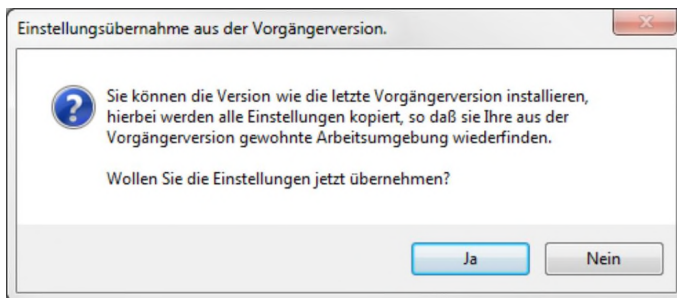 Einstellungsübernahme aus der Vorgängerversion.
Sie können die Version wie die letzte Vorgängerversion installieren,
hierbei werden alle Einstellungen kopiert, so daß sie Ihre aus der
Vorgängerversion gewohnte Arbeitsumgebung wiederfinden.
Wollen Sie die Einstellungen jetzt übernehmen?
Ja
Nein